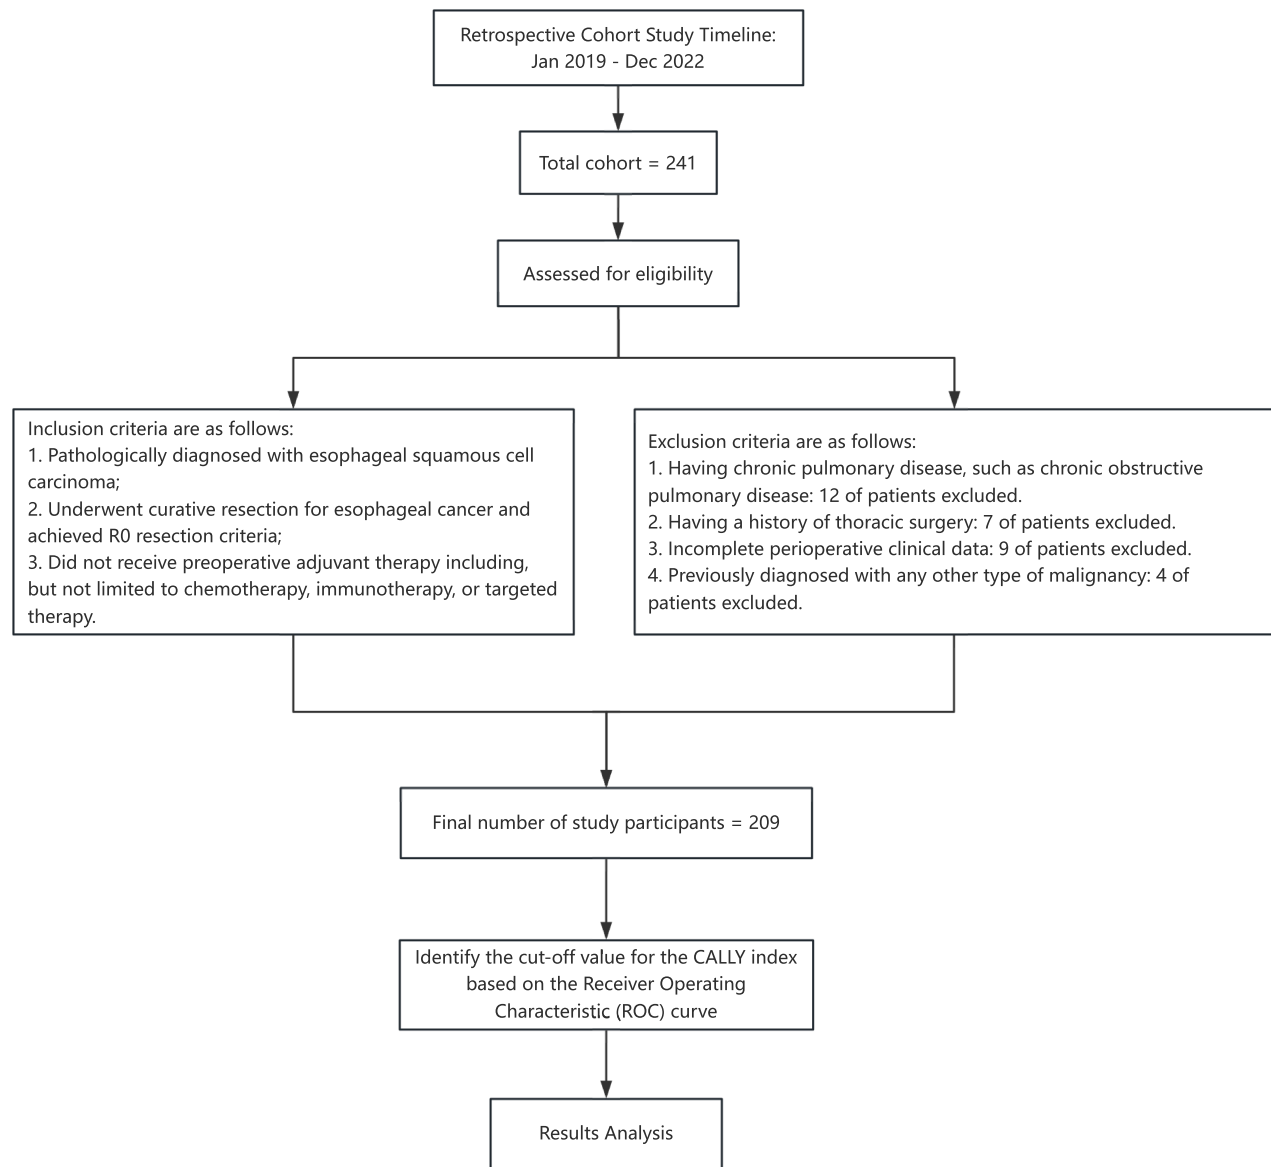 Retrospective Cohort Study Timeline:
Jan 2019 - Dec 2022
Total cohort = 241
Assessed for eligibility
Inclusion criteria are as follows:
1. Pathologically diagnosed with esophageal squamous cell
carcinoma;
2. Underwent curative resection for esophageal cancer and
achieved R0 resection criteria;
3. Did not receive preoperative adjuvant therapy including,
but not limited to chemotherapy, immunotherapy, or targeted
therapy.
Exclusion criteria are as follows:
1. Having chronic pulmonary disease, such as chronic obstructive
pulmonary disease: 12 of patients excluded.
2. Having a history of thoracic surgery: 7 of patients excluded.
3. Incomplete perioperative clinical data: 9 of patients excluded.
4. Previously diagnosed with any other type of malignancy: 4 of
patients excluded.
Final number of study participants = 209
Identify the cut-off value for the CALLY index
based on the Receiver Operating
Characteristic (ROC) curve
Results Analysis